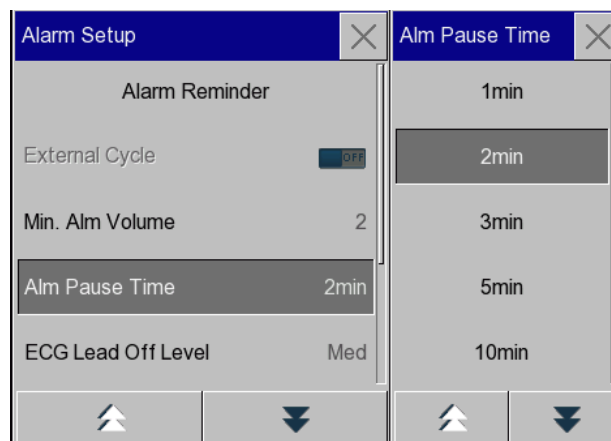 Alarm Setup
Alarm Reminder
External Cycle OFF
Min. Alm Volume 2
Alm Pause Time 2min
ECG Lead Off Level Med
Alm Pause Time
1min
2min
3min
5min
10min